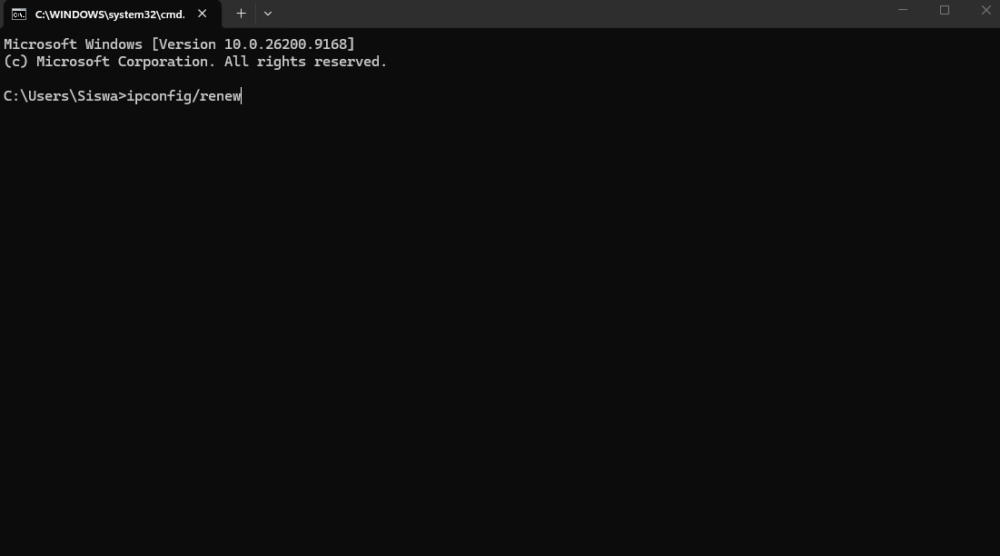 C:\WINDOWS\system32\cmd.
Microsoft Windows [Version 10.0.26200.9168]
(c) Microsoft Corporation. All rights reserved.
C:\Users\Siswa>ipconfig/renew